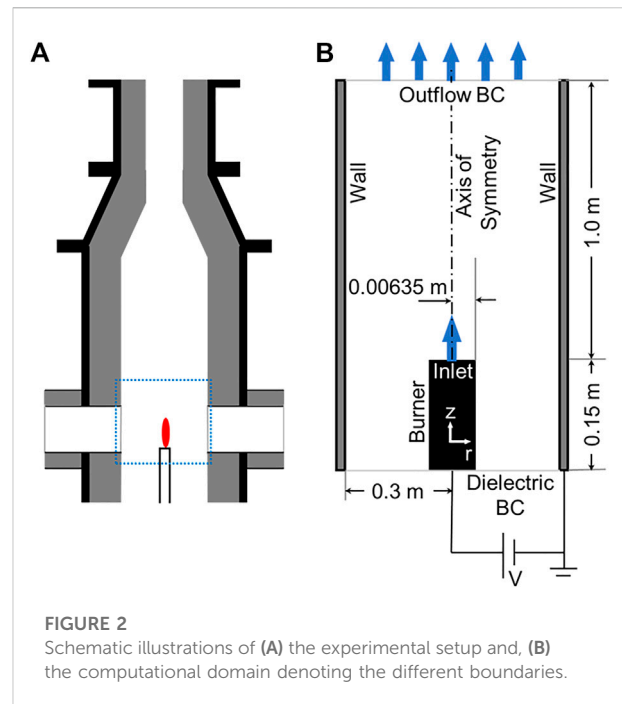 A
B
Outflow BC
Wall
Axis of
Symmetry
Wall
1.0 m
0.00635 m
Inlet
Burner
z
r
0.15 m
0.3 m
Dielectric
BC
V
FIGURE 2
Schematic illustrations of (A) the experimental setup and, (B)
the computational domain denoting the different boundaries.